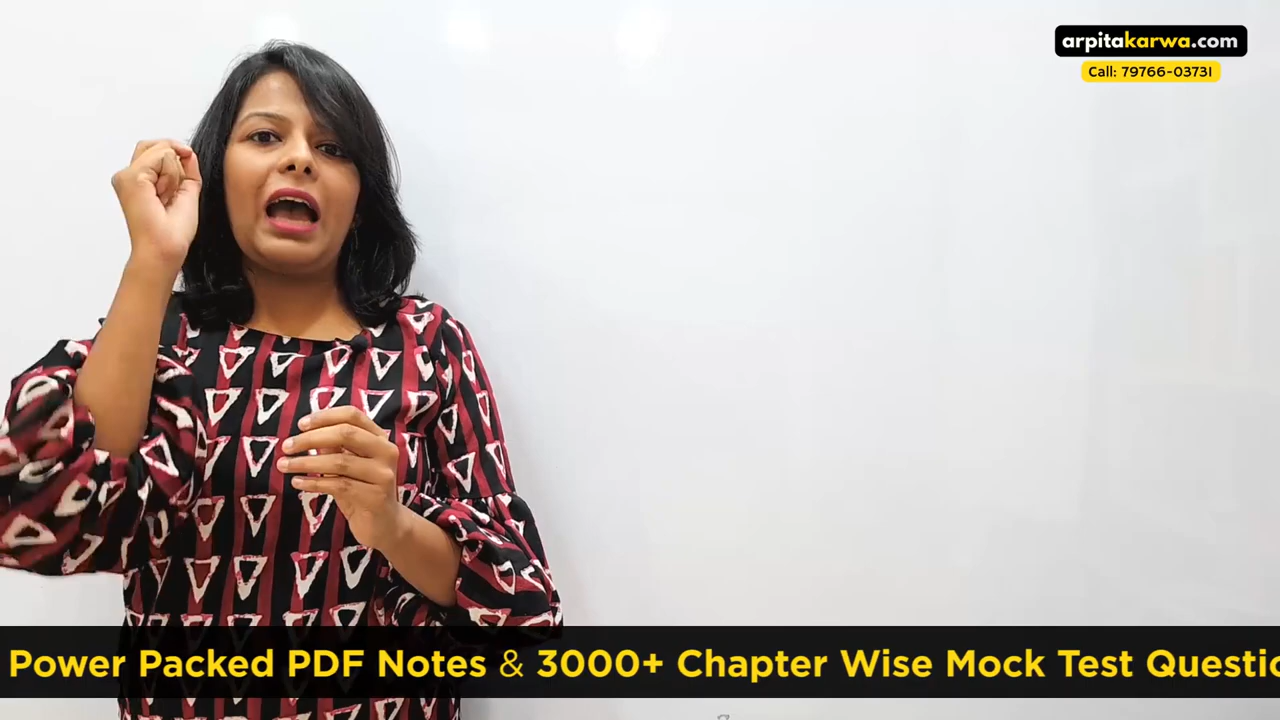 arpitakarwa.com
Call: 79766-03731
Power Packed PDF Notes & 3000+ Chapter Wise Mock Test